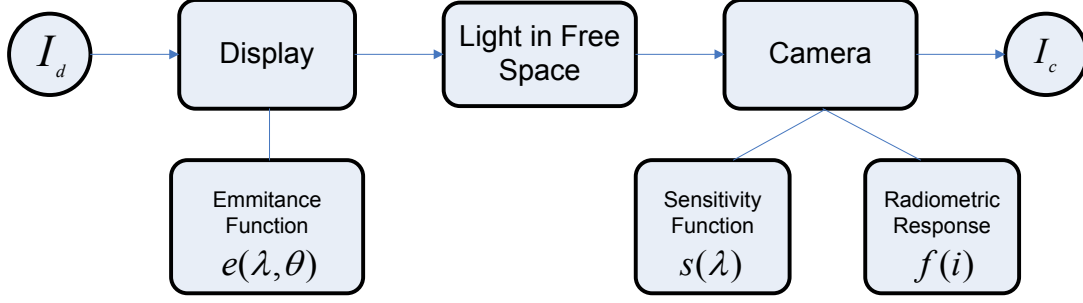 I_d
Display
Light in Free
Space
Camera
I_c
Emmitance
Function
e(λ,θ)
Sensitivity
Function
s(λ)
Radiometric
Response
f(i)